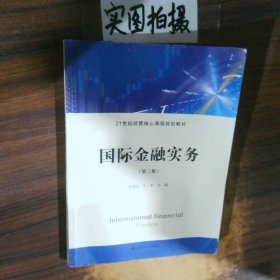 实图拍摄
21世纪经管核心课程规划教材
国际金融实务
（第二版）
International Financial
Practice